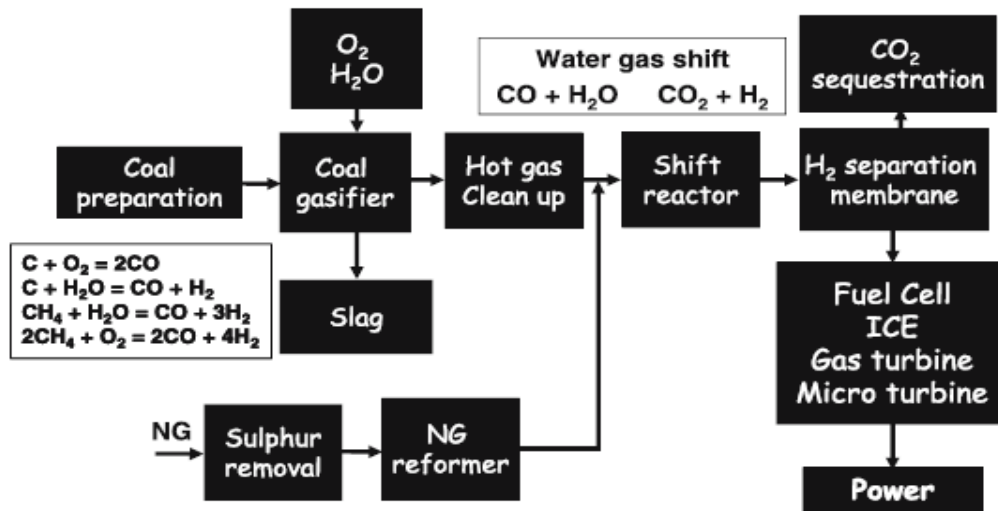 O₂
H₂O
Water gas shift
CO + H₂O CO₂ + H₂
CO₂
sequestration
Coal
preparation
Coal
gasifier
Hot gas
Clean up
Shift
reactor
H₂ separation
membrane
C + O₂ = 2CO
C + H₂O = CO + H₂
CH₄ + H₂O = CO + 3H₂
2CH₄ + O₂ = 2CO + 4H₂
Slag
Fuel Cell
ICE
Gas turbine
Micro turbine
NG
Sulphur
removal
NG
reformer
Power